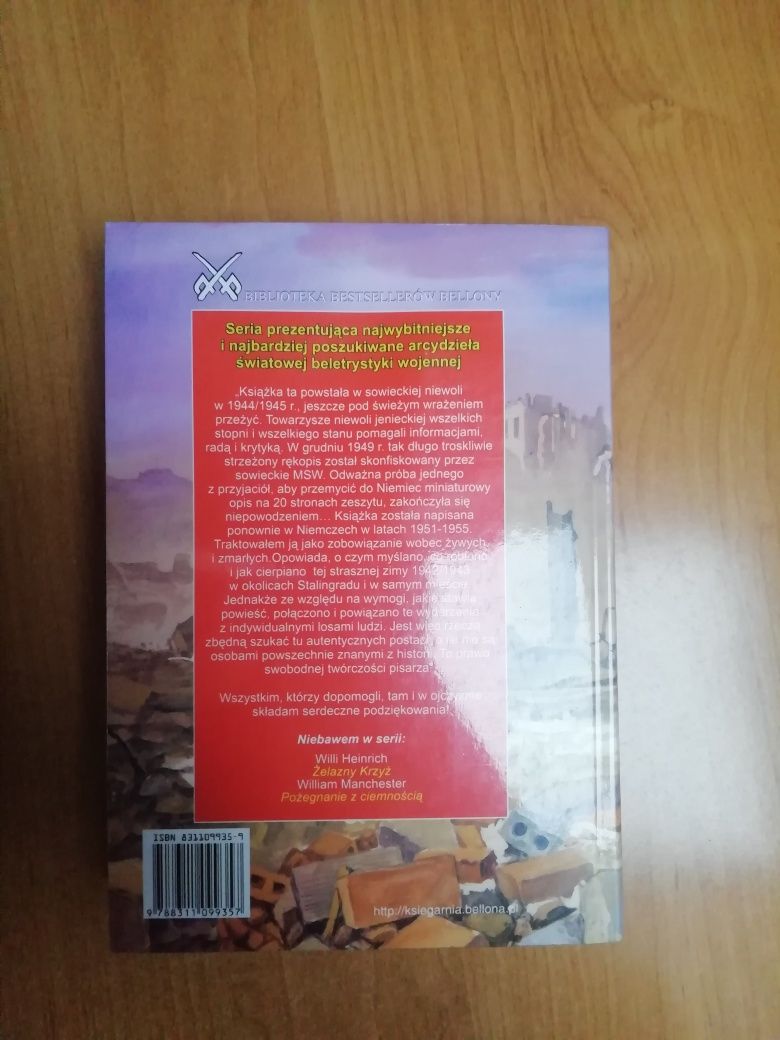 BIBLIOTEKA BESTSELLERÓW BELLONY
Seria prezentująca najwybitniejsze
i najbardziej poszukiwane arcydzieła
światowej beletrystyki wojennej
„Książka ta powstała w sowieckiej niewoli
w 1944/1945 r., jeszcze pod świeżym wrażeniem
przeżyć. Towarzysze niewoli jenieckiej wszelkich
stopni i wszelkiego stanu pomagali informacjami,
radą i krytyką. W grudniu 1949 r. tak długo troskliwie
strzeżony rękopis został skonfiskowany przez
sowieckie MSW. Odważna próba jednego
z przyjaciół, aby przemycić do Niemiec miniaturowy
opis na 20 stronach zeszytu, zakończyła się
niepowodzeniem... Książka została napisana
ponownie w Niemczech w latach 1951-1955.
Traktowałem ją jako zobowiązanie wobec żywych
i zmarłych.Opowiada, o czym myślano, co robiono
i jak cierpiano tej strasznej zimy 1942/1943
w okolicach Stalingradu i w samym mieście.
Jednakże ze względu na wymogi, jakie stawia
powieść, połączono i powiązano te wydarzenia
z indywidualnymi losami ludzi. Jest więc rzeczą
zbędną szukać tu autentycznych postaci, o ile nie są
osobami powszechnie znanymi z historii. To prawo
swobodnej twórczości pisarza"
Wszystkim, którzy dopomogli, tam i w ojczyźnie
składam serdeczne podziękowania!
Niebawem w serii:
Willi Heinrich
Żelazny Krzyż
William Manchester
Pożegnanie z ciemnością
ISBN 831109935-9
9 788311 099357
http://ksiegarnia.bellona.pl